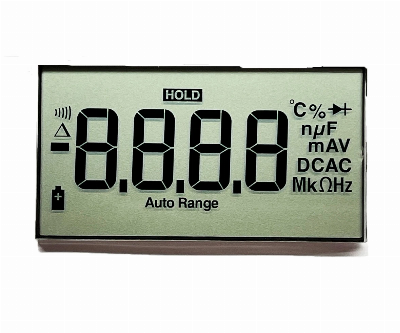 HOLD
°C%
nµF
8.8.8.8
mAV
DCAC
MkΩHz
Auto Range